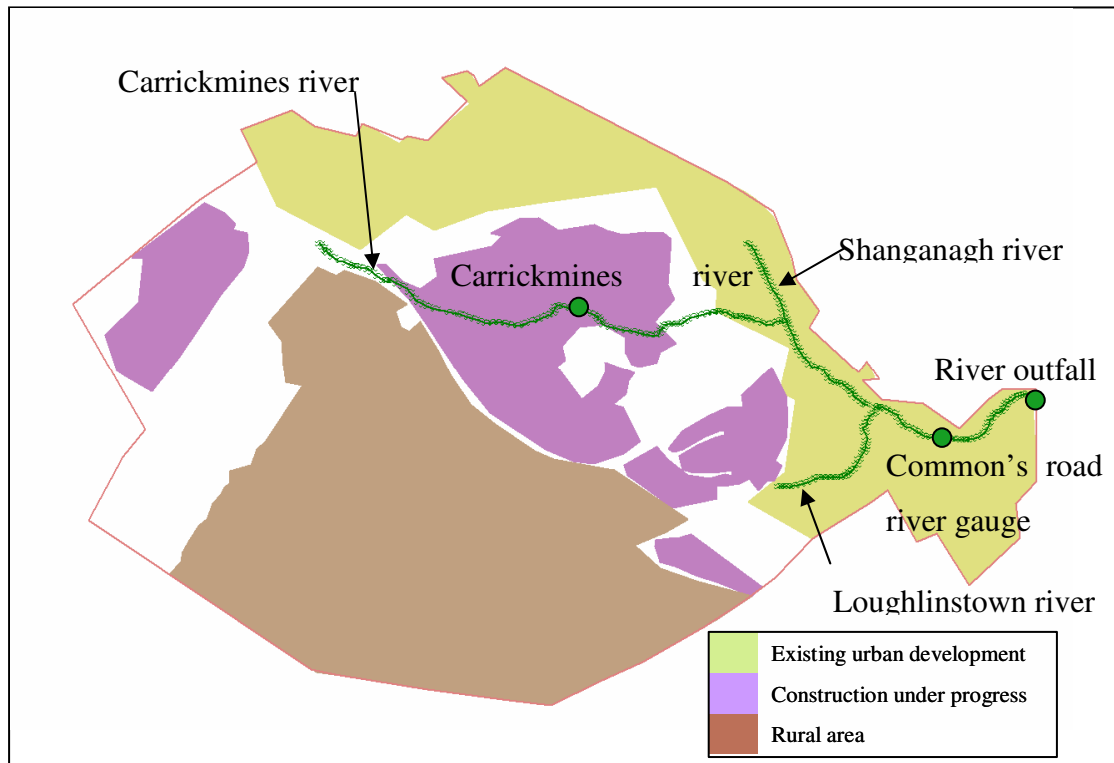 Carrickmines river
Shanganagh river
Carrickmines river
River outfall
Common's road
river gauge
Loughlinstown river
Existing urban development
Construction under progress
Rural area